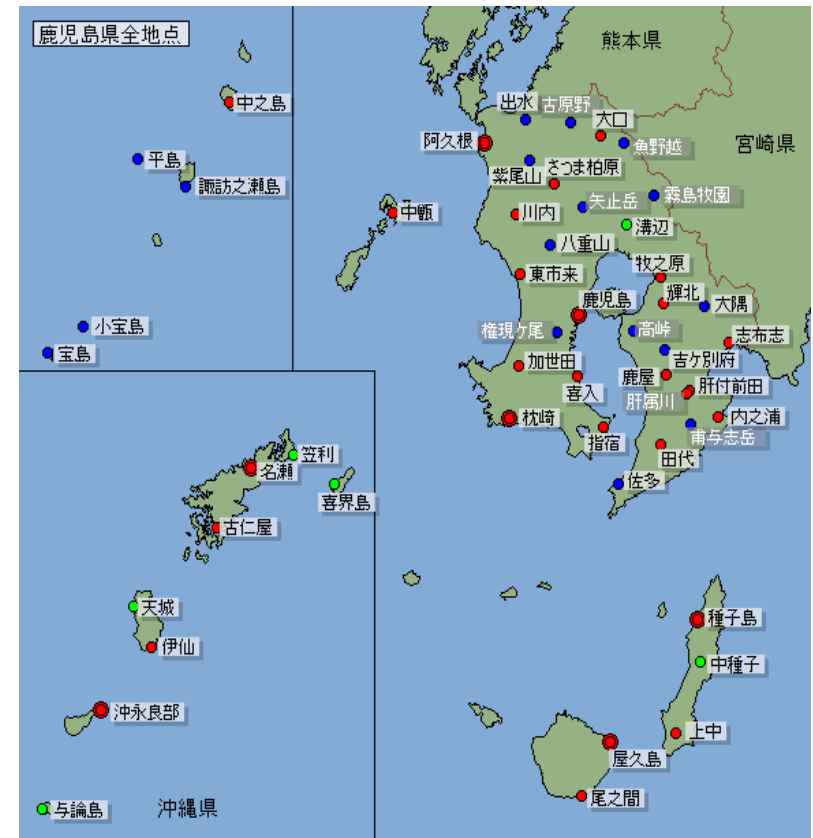 鹿児島県全地点
熊本県
宮崎県
中之島
平島
諏訪之瀬島
小宝島
宝島
出水
古原野
大口
阿久根
魚野越
紫尾山
さつま柏原
矢止岳
霧島牧園
中甑
川内
溝辺
八重山
牧之原
東市来
輝北
鹿児島
大隅
権現ケ尾
高峠
志布志
吉ケ別府
加世田
喜入
鹿屋
肝付前田
肝属川
枕崎
指宿
内之浦
甫与志岳
田代
佐多
笠利
名瀬
喜界島
古仁屋
天城
伊仙
種子島
中種子
沖永良部
上中
屋久島
尾之間
与論島
沖縄県